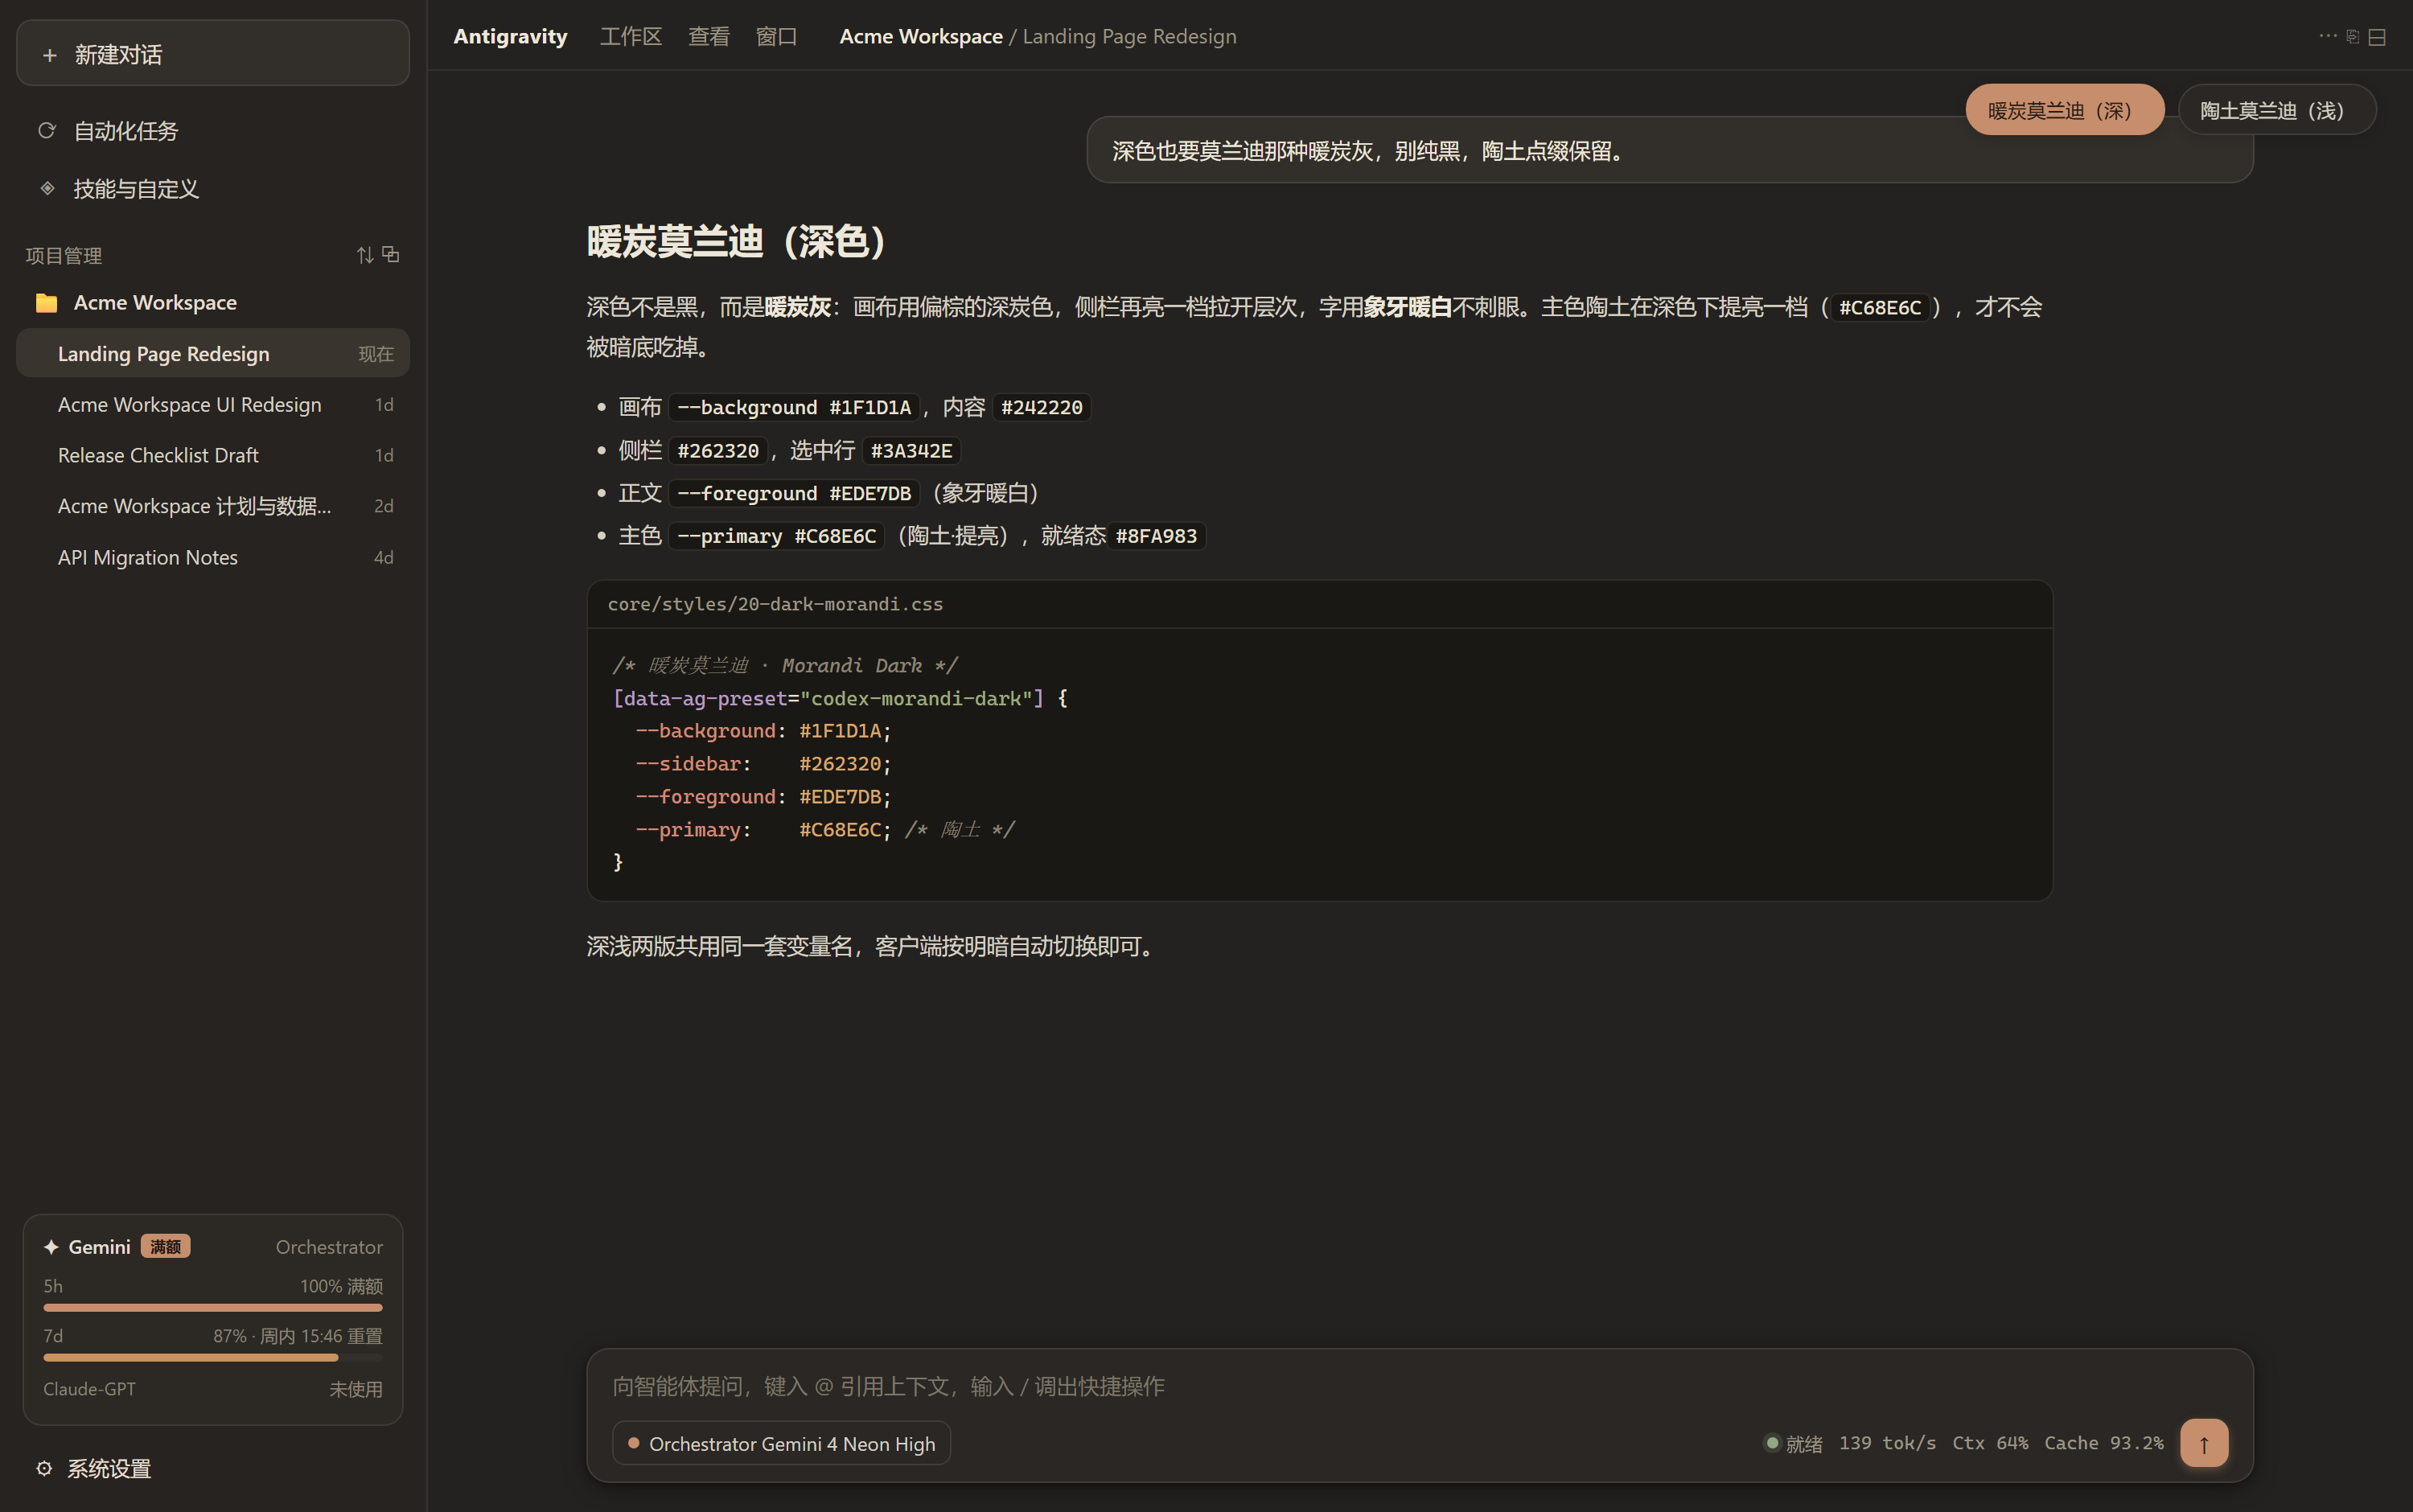 + 新建对话
自动化任务
技能与自定义
项目管理
Acme Workspace
Landing Page Redesign 现在
Acme Workspace UI Redesign 1d
Release Checklist Draft 1d
Acme Workspace 计划与数据... 2d
API Migration Notes 4d
Gemini 满额 Orchestrator
5h 100% 满额
7d 87% · 周内 15:46 重置
Claude-GPT 未使用
系统设置
Antigravity 工作区 查看 窗口 Acme Workspace / Landing Page Redesign
暖炭莫兰迪（深） 陶土莫兰迪（浅）
深色也要莫兰迪那种暖炭灰，别纯黑，陶土点缀保留。
暖炭莫兰迪（深色）
深色不是黑，而是暖炭灰：画布用偏棕的深炭色，侧栏再亮一档拉开层次，字用象牙暖白不刺眼。主色陶土在深色下提亮一档（ #C68E6C ），才不会
被暗底吃掉。
• 画布 --background #1F1D1A ，内容 #242220
• 侧栏 #262320 ，选中行 #3A342E
• 正文 --foreground #EDE7DB （象牙暖白）
• 主色 --primary #C68E6C （陶土·提亮），就绪态 #8FA983
core/styles/20-dark-morandi.css
/* 暖炭莫兰迪 · Morandi Dark */
[data-ag-preset="codex-morandi-dark"] {
--background: #1F1D1A;
--sidebar: #262320;
--foreground: #EDE7DB;
--primary: #C68E6C; /* 陶土 */
}
深浅两版共用同一套变量名，客户端按明暗自动切换即可。
向智能体提问，键入 @ 引用上下文，输入 / 调出快捷操作
Orchestrator Gemini 4 Neon High
就绪 139 tok/s Ctx 64% Cache 93.2% ↑